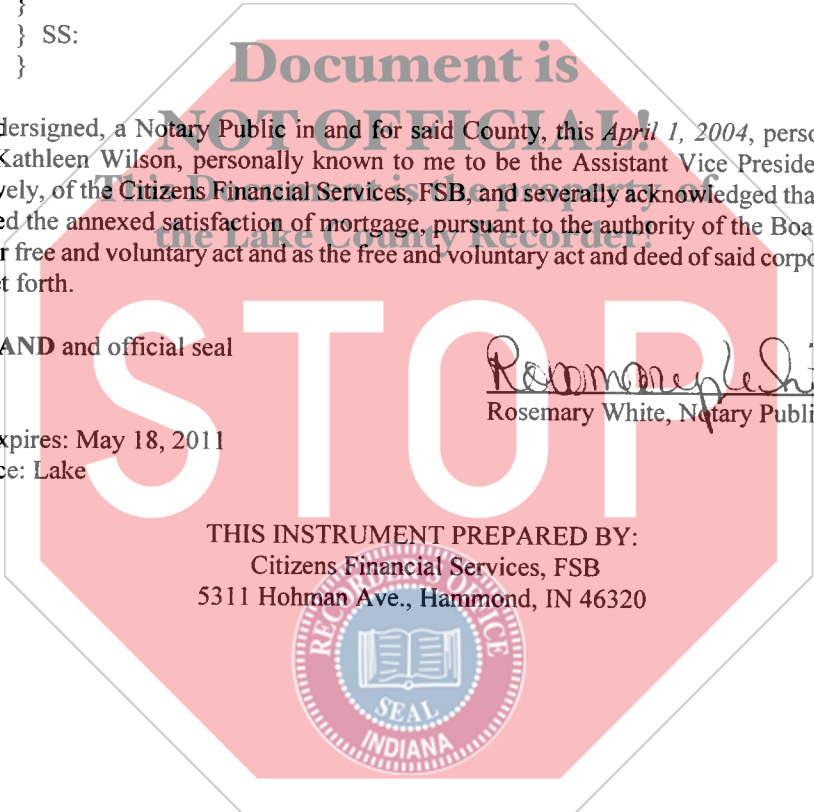 }
} SS:
}
Document is
NOT OFFICIAL!
This Document is the property of
the Lake County Recorder!
dersigned, a Notary Public in and for said County, this April 1, 2004, perso
Kathleen Wilson, personally known to me to be the Assistant Vice Preside
vely, of the Citizens Financial Services, FSB, and severally acknowledged tha
ed the annexed satisfaction of mortgage, pursuant to the authority of the Boa
r free and voluntary act and as the free and voluntary act and deed of said corpo
t forth.
STOP
AND and official seal
Rosemary Whi
Rosemary White, Notary Publi
xpires: May 18, 2011
ce: Lake
THIS INSTRUMENT PREPARED BY:
Citizens Financial Services, FSB
5311 Hohman Ave., Hammond, IN 46320
RECORDER'S OFFICE
SEAL
INDIANA